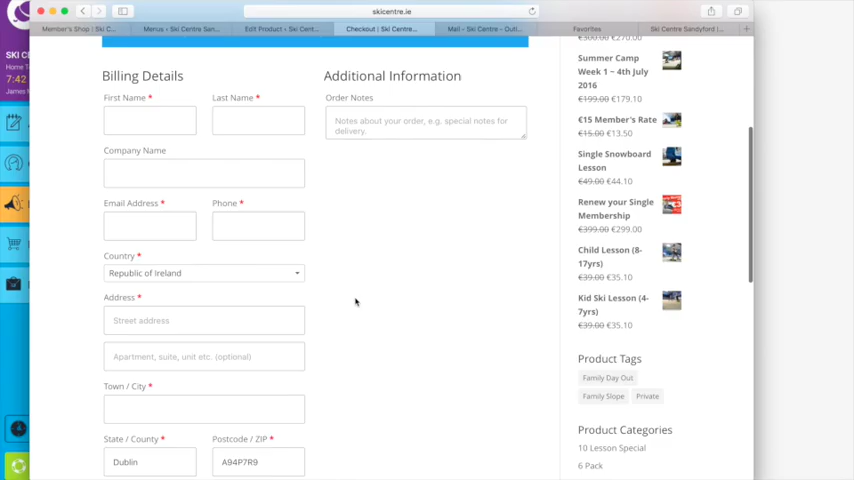 skicentre.ie
Member's Shop | Ski C...
Menus ‹ Ski Centre San...
Edit Product ‹ Ski Cent...
Checkout | Ski Centre...
Mail – Ski Centre – Outl...
Favorites
Ski Centre Sandyford |...
SKI C
Home T
7:42
James M
Billing Details
First Name *
Last Name *
Company Name
Email Address *
Phone *
Country *
Republic of Ireland
Address *
Street address
Apartment, suite, unit etc. (optional)
Town / City *
State / County *
Postcode / ZIP *
Dublin
A94P7R9
Additional Information
Order Notes
Notes about your order, e.g. special notes for
delivery.
€300.00 €270.00
Summer Camp
Week 1 ~ 4th July
2016
€199.00 €179.10
€15 Member's Rate
€15.00 €13.50
Single Snowboard
Lesson
€49.00 €44.10
Renew your Single
Membership
€399.00 €299.00
Child Lesson (8-
17yrs)
€39.00 €35.10
Kid Ski Lesson (4-
7yrs)
€39.00 €35.10
Product Tags
Family Day Out
Family Slope
Private
Product Categories
10 Lesson Special
6 Pack